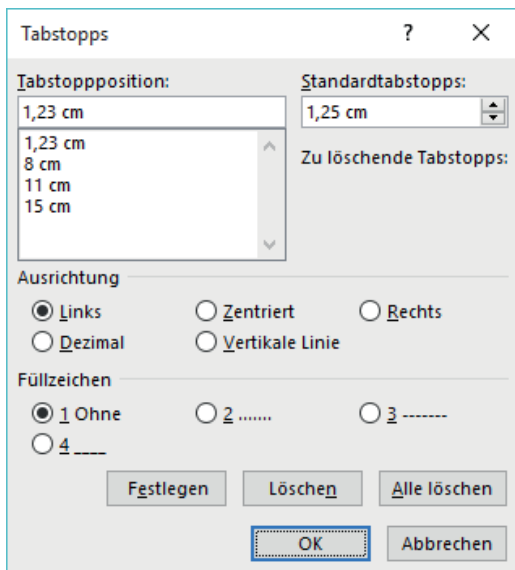 Tabstopps ? X
Tabstoppposition: Standardtabstopps:
1,23 cm 1,25 cm
1,23 cm Zu löschende Tabstopps:
8 cm
11 cm
15 cm
Ausrichtung
Links Zentriert Rechts
Dezimal Vertikale Linie
Füllzeichen
1 Ohne 2 ....... 3 -------
4 ____
Festlegen Löschen Alle löschen
OK Abbrechen